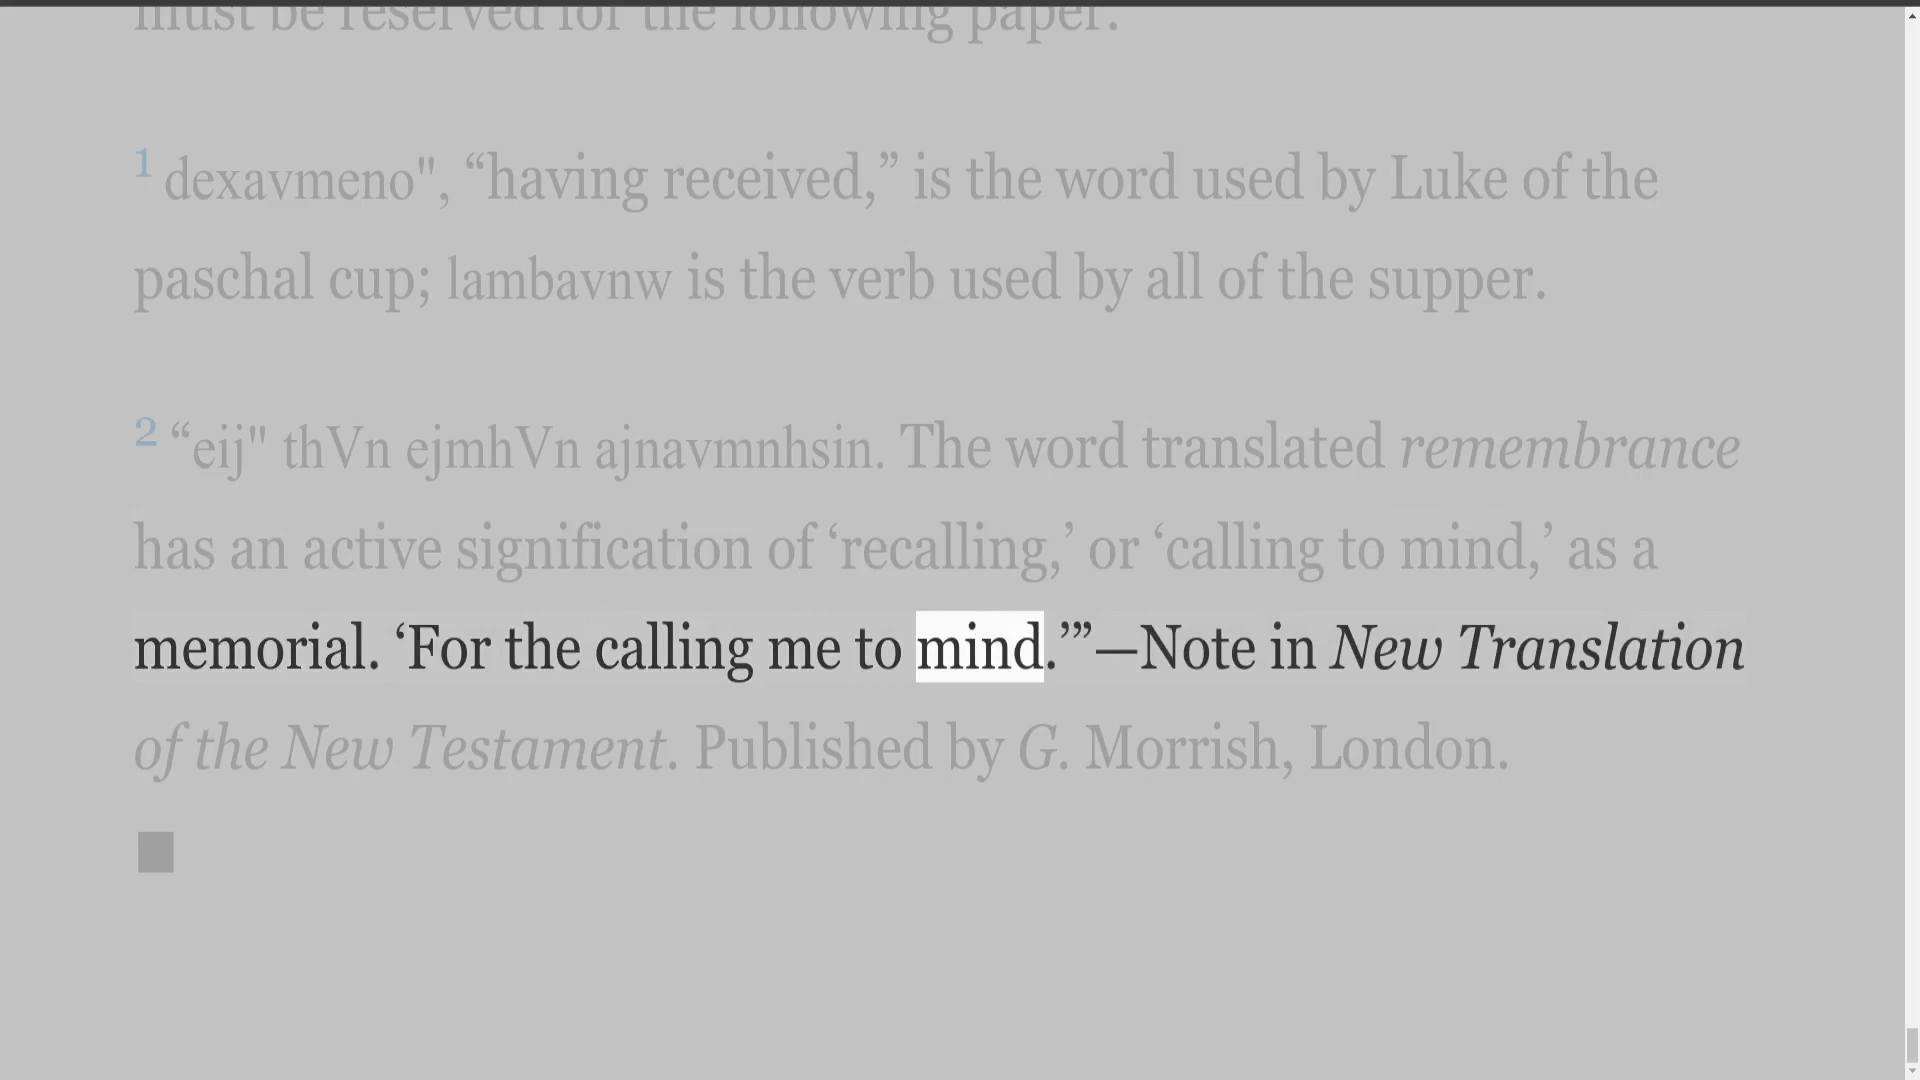 must be reserved for the following paper.
1 dexavmeno", “having received,” is the word used by Luke of the
paschal cup; lambavnw is the verb used by all of the supper.
2 “eij" thVn ejmhVn ajnavmnhsin. The word translated remembrance
has an active signification of ‘recalling,’ or ‘calling to mind,’ as a
memorial. ‘For the calling me to mind.’”—Note in New Translation
of the New Testament. Published by G. Morrish, London.